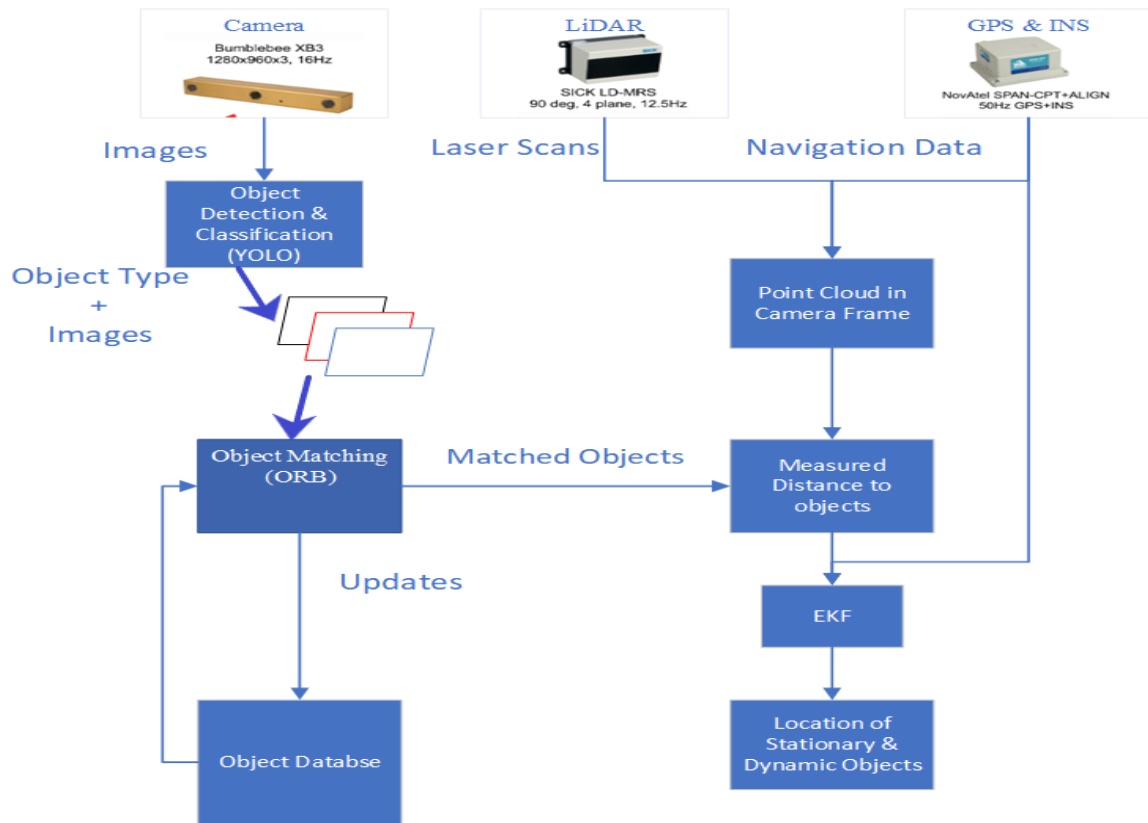 Camera
Bumblebee XB3
1280x960x3, 16Hz
LiDAR
SICK LD-MRS
90 deg, 4 plane, 12.5Hz
GPS & INS
NovAtel SPAN-CPT+ALIGN
50Hz GPS+INS
Images
Laser Scans
Navigation Data
Object
Detection &
Classification
(YOLO)
Object Type
+
Images
Point Cloud in
Camera Frame
Object Matching
(ORB)
Matched Objects
Measured
Distance to
objects
Updates
EKF
Object Databse
Location of
Stationary &
Dynamic Objects